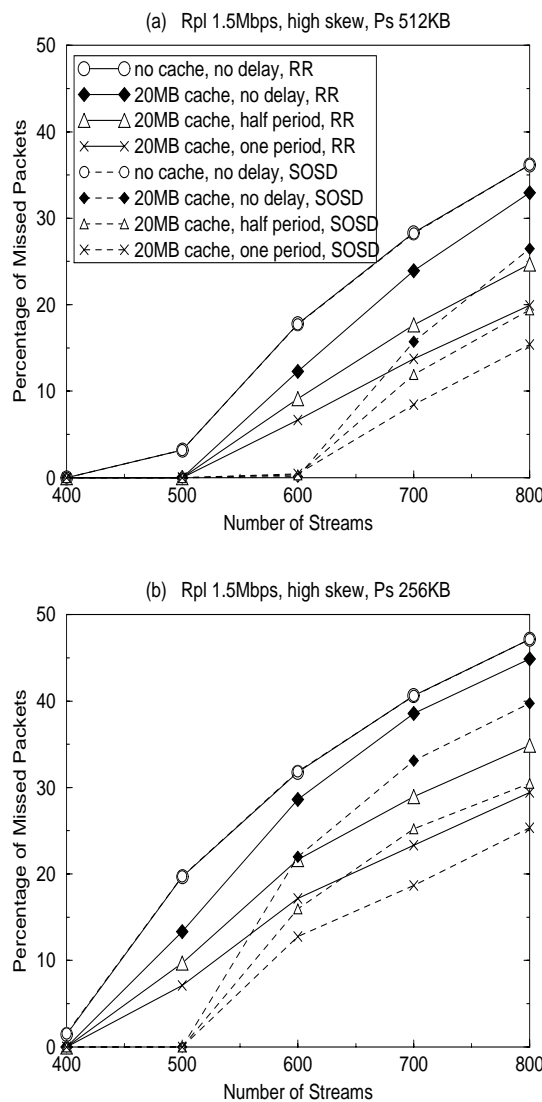 (a) Rpl 1.5Mbps, high skew, Ps 512KB
50
40
30
20
10
0
Percentage of Missed Packets
no cache, no delay, RR
20MB cache, no delay, RR
20MB cache, half period, RR
20MB cache, one period, RR
no cache, no delay, SOSD
20MB cache, no delay, SOSD
20MB cache, half period, SOSD
20MB cache, one period, SOSD
400 500 600 700 800
Number of Streams
(b) Rpl 1.5Mbps, high skew, Ps 256KB
50
40
30
20
10
0
Percentage of Missed Packets
400 500 600 700 800
Number of Streams